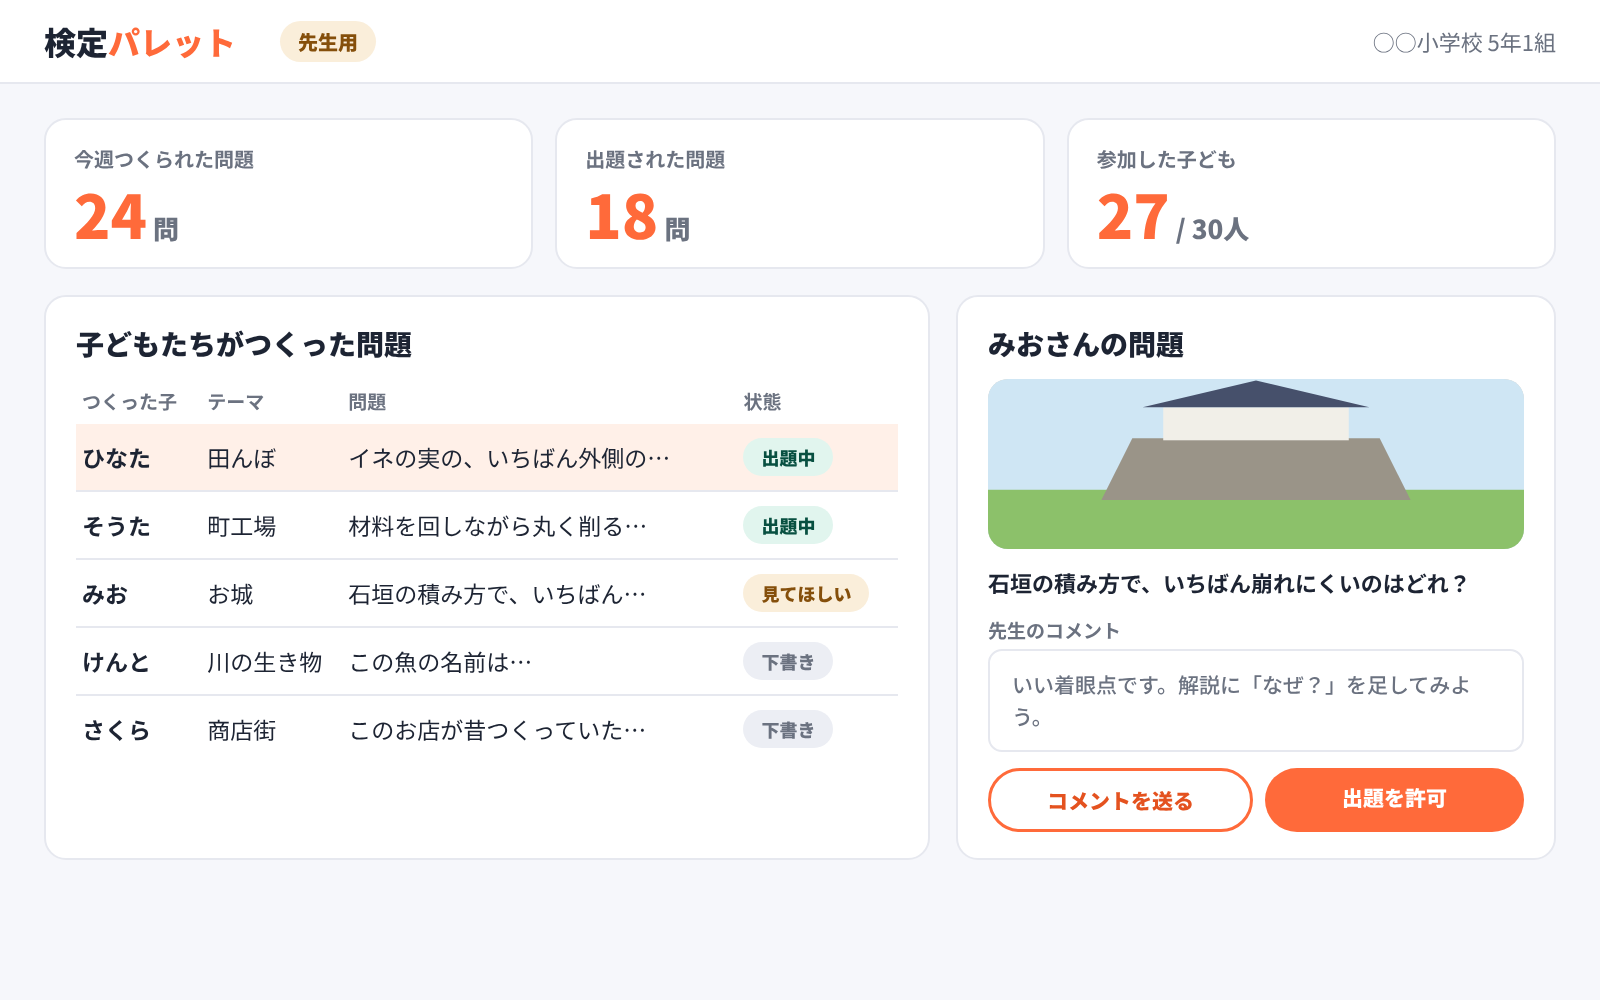 検定パレット 先生用 〇〇小学校 5年1組
今週つくられた問題
24 問
出題された問題
18 問
参加した子ども
27 / 30人
子どもたちがつくった問題
つくった子 テーマ 問題 状態
ひなた 田んぼ イネの実の、いちばん外側の… 出題中
そうた 町工場 材料を回しながら丸く削る… 出題中
みお お城 石垣の積み方で、いちばん… 見てほしい
けんと 川の生き物 この魚の名前は… 下書き
さくら 商店街 このお店が昔つくっていた… 下書き
みおさんの問題
石垣の積み方で、いちばん崩れにくいのはどれ？
先生のコメント
いい着眼点です。解説に「なぜ？」を足してみよ
う。
コメントを送る 出題を許可